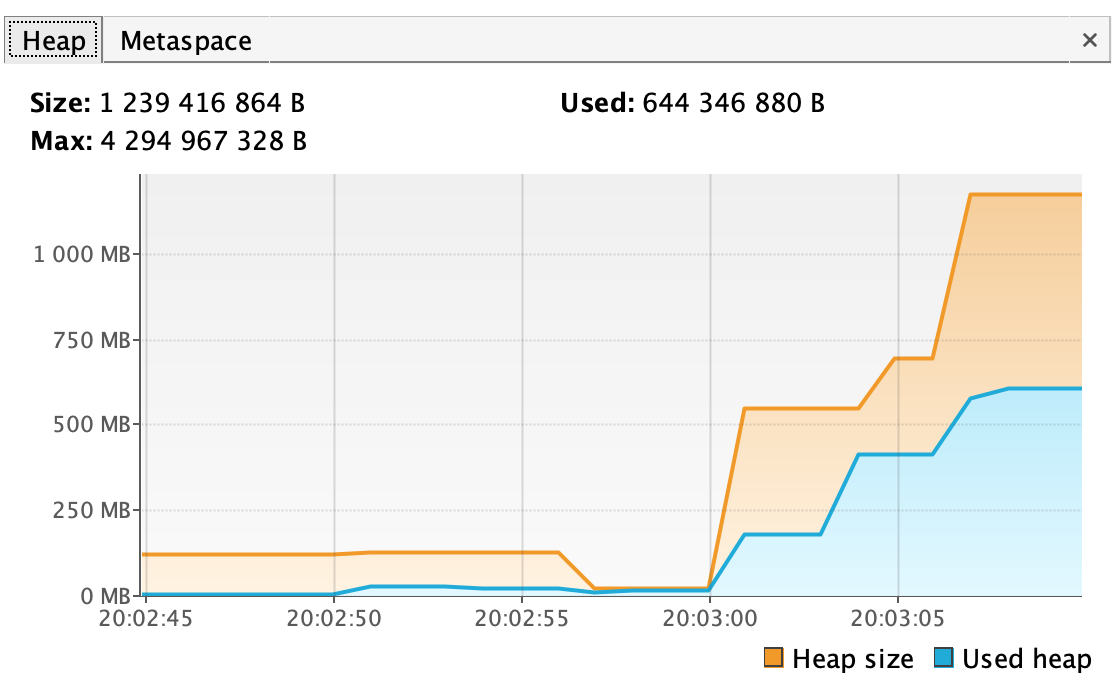 Heap Metaspace ×
Size: 1 239 416 864 B Used: 644 346 880 B
Max: 4 294 967 328 B
1 000 MB
750 MB
500 MB
250 MB
0 MB
20:02:45 20:02:50 20:02:55 20:03:00 20:03:05
Heap size Used heap